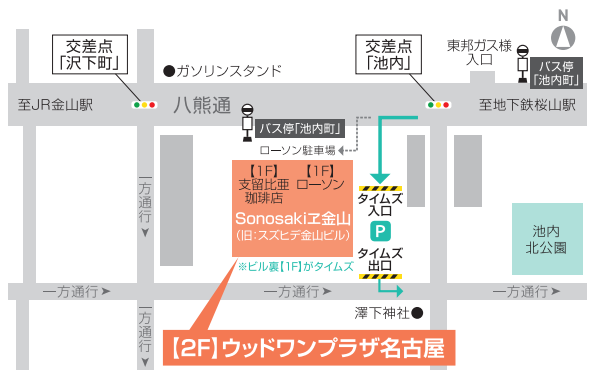 N
交差点
「沢下町」
交差点
「池内」
東邦ガス様
入口
バス停
「池内町」
●ガソリンスタンド
至JR金山駅
八熊通
至地下鉄桜山駅
バス停「池内町」
ローソン駐車場
【1F】
支留比亜
珈琲店
【1F】
ローソン
Sonosakiヱ金山
（旧：スズヒデ金山ビル）
※ビル裏【1F】がタイムズ
タイムズ
入口
P
タイムズ
出口
池内
北公園
一方通行
一方通行
一方通行
一方通行
一方通行
澤下神社●
【2F】ウッドワンプラザ名古屋